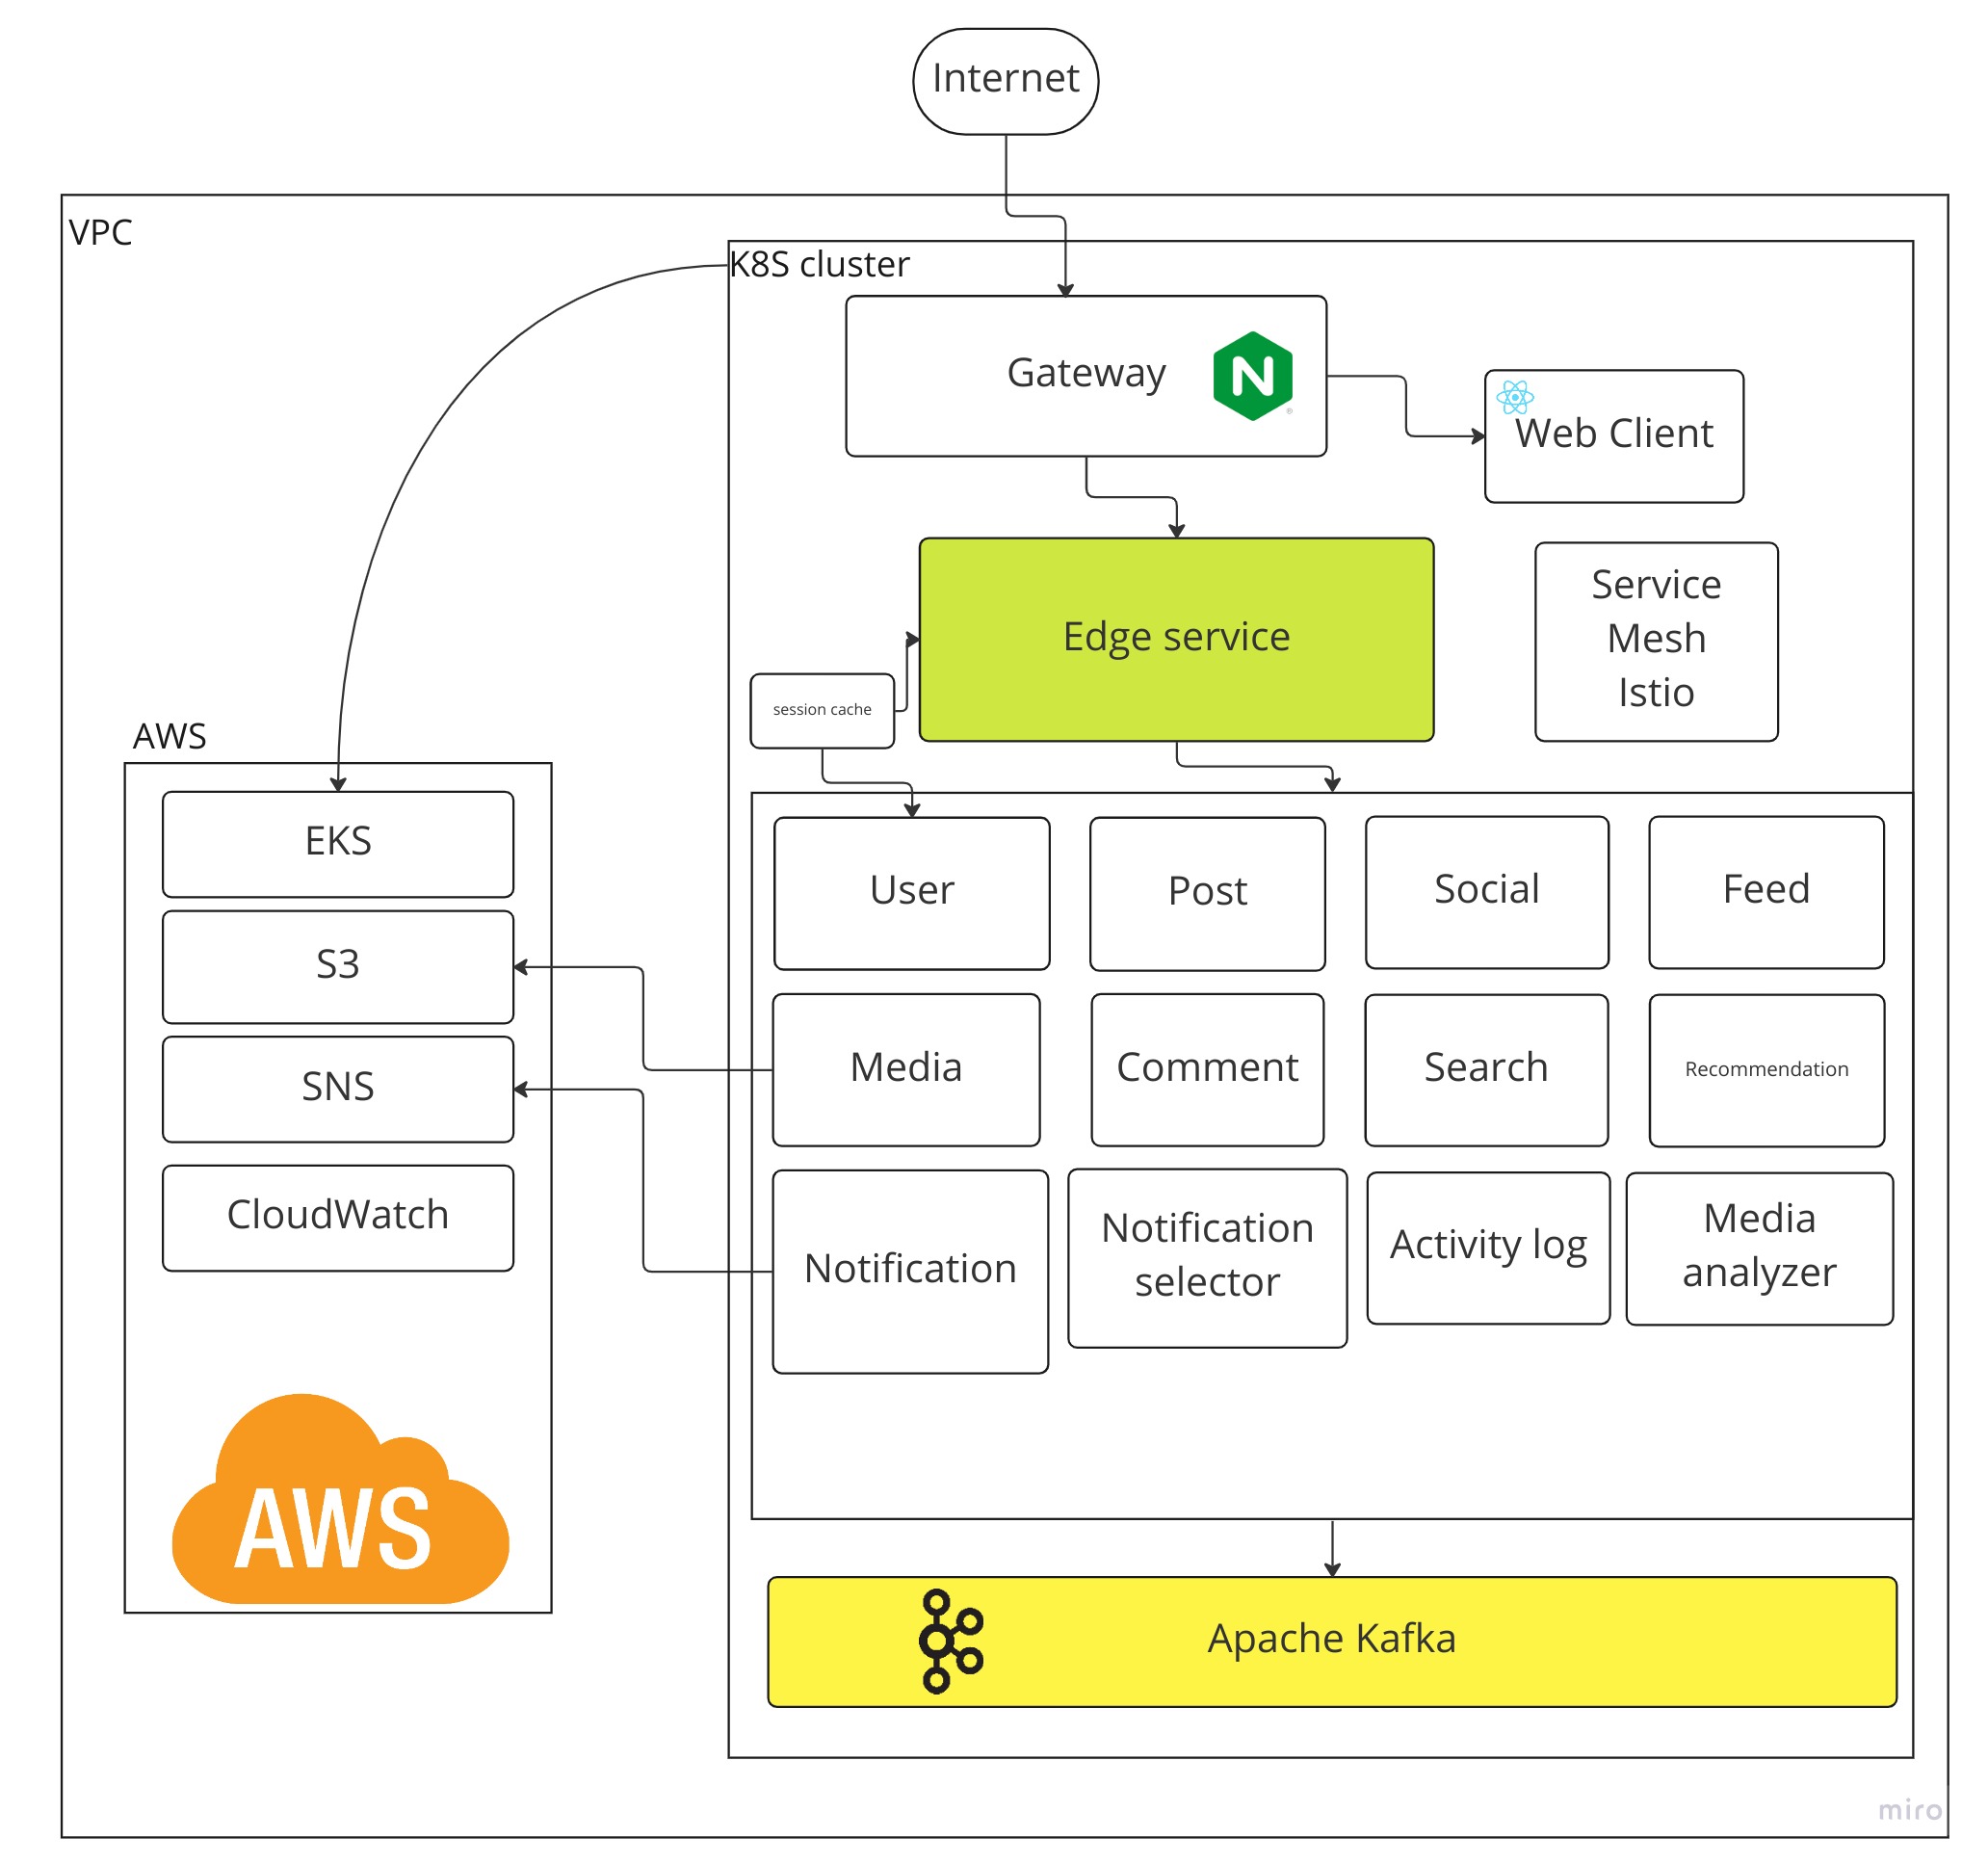 Internet
VPC
K8S cluster
Gateway
N
®
Web Client
Edge service
Service
Mesh
Istio
session cache
AWS
EKS
S3
SNS
CloudWatch
AWS
User
Post
Social
Feed
Media
Comment
Search
Recommendation
Notification
Notification
selector
Activity log
Media
analyzer
Apache Kafka
miro